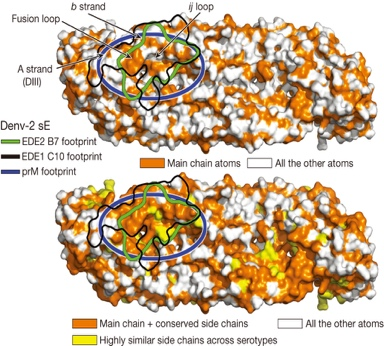 b strand
Fusion loop
ij loop
A strand
(DIII)
Denv-2 sE
EDE2 B7 footprint
EDE1 C10 footprint
prM footprint
Main chain atoms
All the other atoms
Main chain + conserved side chains
All the other atoms
Highly similar side chains across serotypes